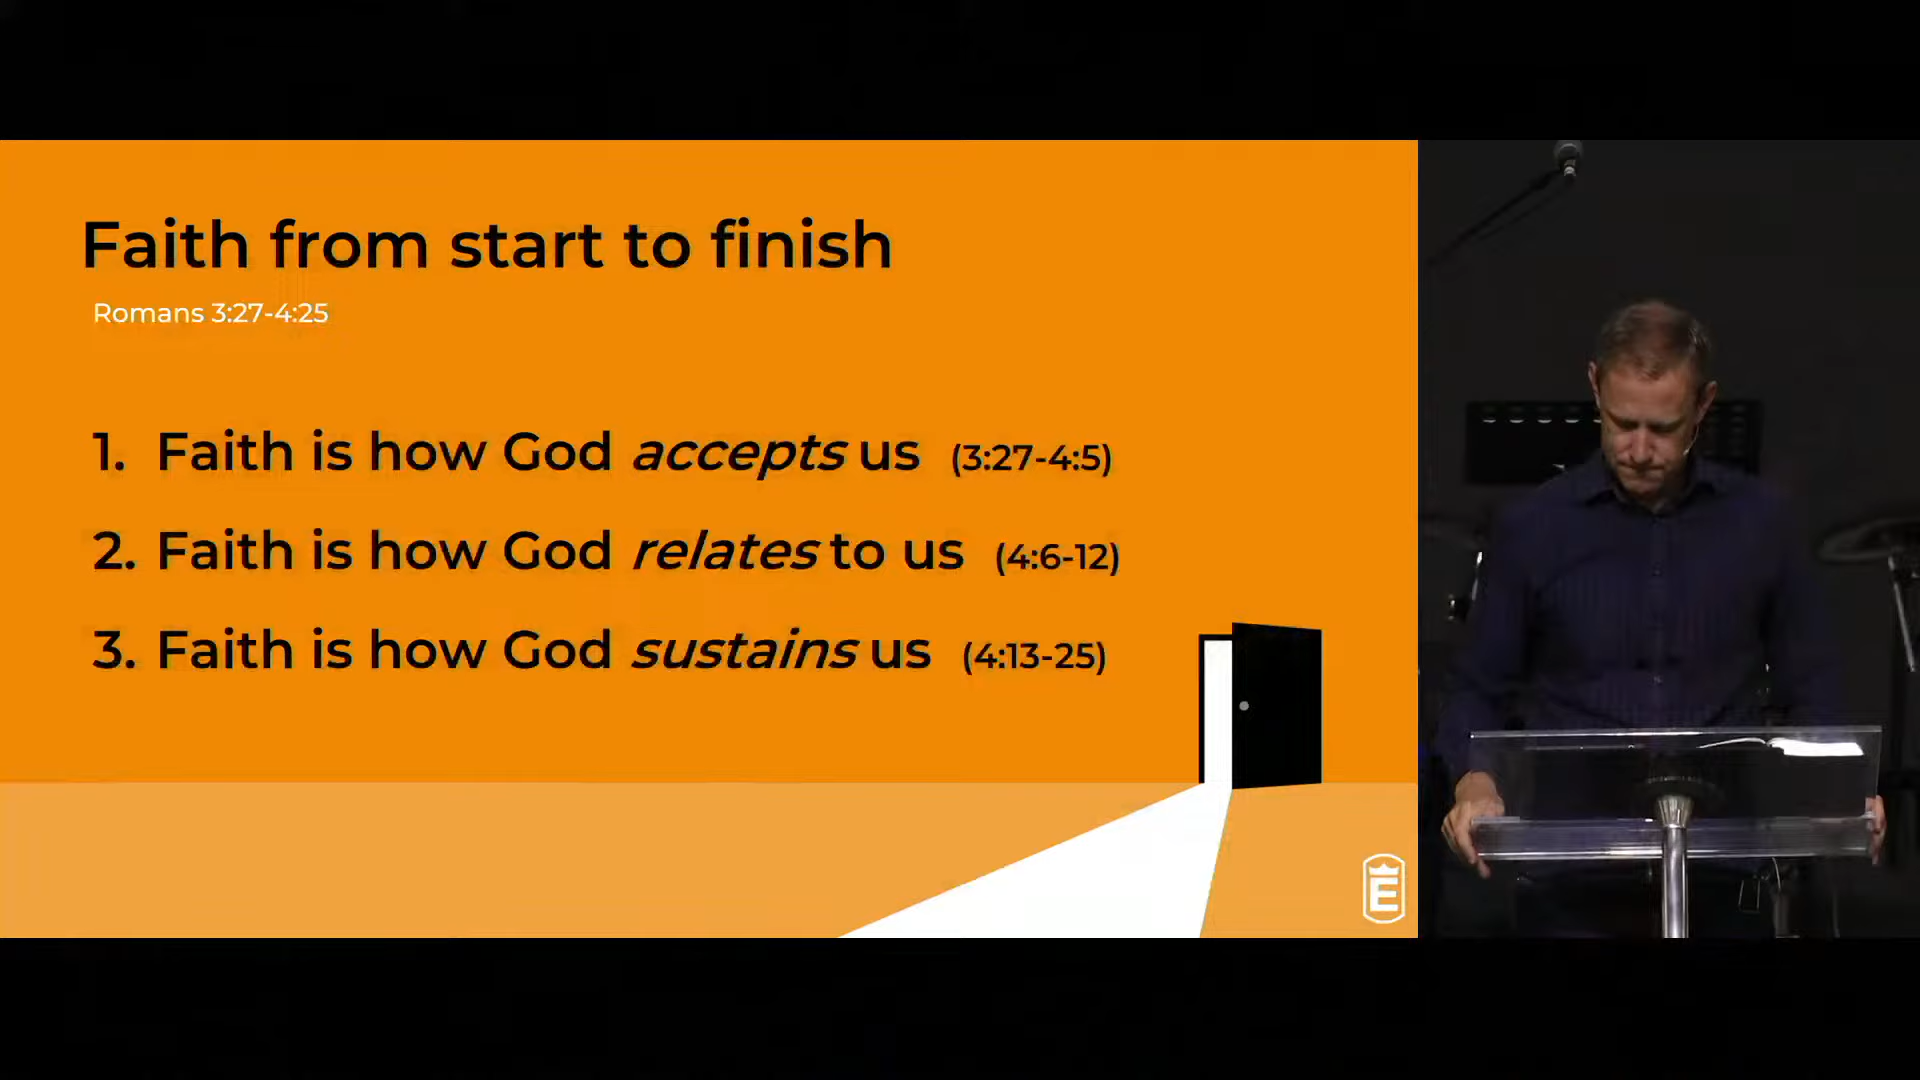 Faith from start to finish
Romans 3:27-4:25
1. Faith is how God accepts us (3:27-4:5)
2. Faith is how God relates to us (4:6-12)
3. Faith is how God sustains us (4:13-25)
E